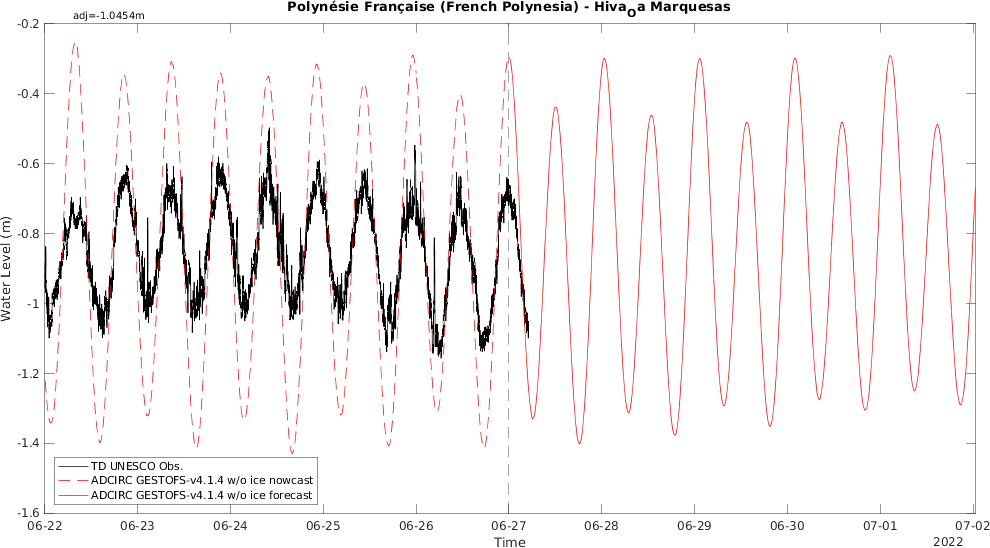 Polynésie Française (French Polynesia) - Hiva_Oa Marquesas
adj=-1.0454m
-0.2
-0.4
-0.6
-0.8
-1
-1.2
-1.4
-1.6
Water Level (m)
TD UNESCO Obs.
ADCIRC GESTOFS-v4.1.4 w/o ice nowcast
ADCIRC GESTOFS-v4.1.4 w/o ice forecast
06-22 06-23 06-24 06-25 06-26 06-27 06-28 06-29 06-30 07-01 07-02
Time
2022